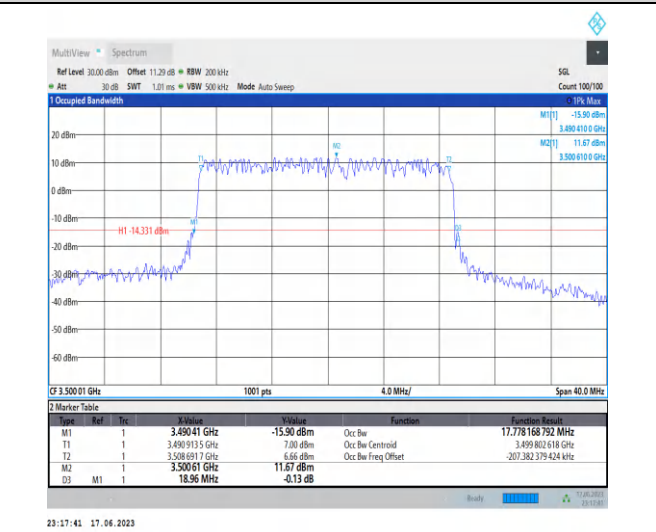 MultiView Spectrum
Ref Level 30.00 dBm Offset 11.29 dB RBW 200 kHz SGL
Att 30 dB SWT 1.01 ms VBW 500 kHz Mode Auto Sweep Count 100/100
1 Occupied Bandwidth 1Pk Max
M1[1] -15.90 dBm
3.490 410 0 GHz
M2[1] 11.67 dBm
3.500 610 0 GHz
20 dBm
M2
T1 T2
10 dBm
0 dBm
-10 dBm
M1
H1 -14.331 dBm
-20 dBm
-30 dBm
-40 dBm
-50 dBm
-60 dBm
CF 3.500 01 GHz 1001 pts 4.0 MHz/ Span 40.0 MHz
2 Marker Table
Type Ref Trc X-Value Y-Value Function Function Result
M1 1 3.490 41 GHz -15.90 dBm Occ Bw 17.778 168 792 MHz
T1 1 3.490 913 5 GHz 7.00 dBm Occ Bw Centroid 3.499 802 618 GHz
T2 1 3.508 691 7 GHz 6.66 dBm Occ Bw Freq Offset -207.382 379 424 kHz
M2 1 3.500 61 GHz 11.67 dBm
D3 M1 1 18.96 MHz -0.13 dB
Ready 17.06.2023
23:17:41 17.06.2023